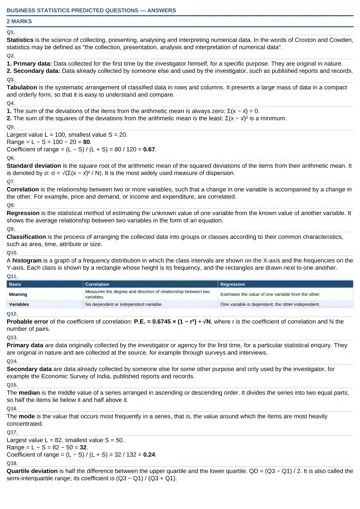 BUSINESS STATISTICS PREDICTED QUESTIONS — ANSWERS
2 MARKS
Q1.
Statistics is the science of collecting, presenting, analysing and interpreting numerical data. In the words of Croxton and Cowden,
statistics may be defined as "the collection, presentation, analysis and interpretation of numerical data".
Q2.
1. Primary data: Data collected for the first time by the investigator himself, for a specific purpose. They are original in nature.
2. Secondary data: Data already collected by someone else and used by the investigator, such as published reports and records.
Q3.
Tabulation is the systematic arrangement of classified data in rows and columns. It presents a large mass of data in a compact
and orderly form, so that it is easy to understand and compare.
Q4.
1. The sum of the deviations of the items from the arithmetic mean is always zero: Σ(x − x̄) = 0.
2. The sum of the squares of the deviations of the items from the arithmetic mean is the least: Σ(x − x̄)² is a minimum.
Q5.
Largest value L = 100, smallest value S = 20.
Range = L − S = 100 − 20 = 80.
Coefficient of range = (L − S) / (L + S) = 80 / 120 = 0.67.
Q6.
Standard deviation is the square root of the arithmetic mean of the squared deviations of the items from their arithmetic mean. It
is denoted by σ: σ = √(Σ(x − x̄)² / N). It is the most widely used measure of dispersion.
Q7.
Correlation is the relationship between two or more variables, such that a change in one variable is accompanied by a change in
the other. For example, price and demand, or income and expenditure, are correlated.
Q8.
Regression is the statistical method of estimating the unknown value of one variable from the known value of another variable. It
shows the average relationship between two variables in the form of an equation.
Q9.
Classification is the process of arranging the collected data into groups or classes according to their common characteristics,
such as area, time, attribute or size.
Q10.
A histogram is a graph of a frequency distribution in which the class intervals are shown on the X-axis and the frequencies on the
Y-axis. Each class is shown by a rectangle whose height is its frequency, and the rectangles are drawn next to one another.
Q11.
Basis Correlation Regression
Meaning Measures the degree and direction of relationship between two variables. Estimates the value of one variable from the other.
Variables No dependent or independent variable. One variable is dependent, the other independent.
Q12.
Probable error of the coefficient of correlation: P.E. = 0.6745 × (1 − r²) ÷ √N, where r is the coefficient of correlation and N the
number of pairs.
Q13.
Primary data are data originally collected by the investigator or agency for the first time, for a particular statistical enquiry. They
are original in nature and are collected at the source, for example through surveys and interviews.
Q14.
Secondary data are data already collected by someone else for some other purpose and only used by the investigator, for
example the Economic Survey of India, published reports and records.
Q15.
The median is the middle value of a series arranged in ascending or descending order. It divides the series into two equal parts,
so half the items lie below it and half above it.
Q16.
The mode is the value that occurs most frequently in a series, that is, the value around which the items are most heavily
concentrated.
Q17.
Largest value L = 82, smallest value S = 50.
Range = L − S = 82 − 50 = 32.
Coefficient of range = (L − S) / (L + S) = 32 / 132 = 0.24.
Q18.
Quartile deviation is half the difference between the upper quartile and the lower quartile. QD = (Q3 − Q1) / 2. It is also called the
semi-interquartile range; its coefficient is (Q3 − Q1) / (Q3 + Q1).